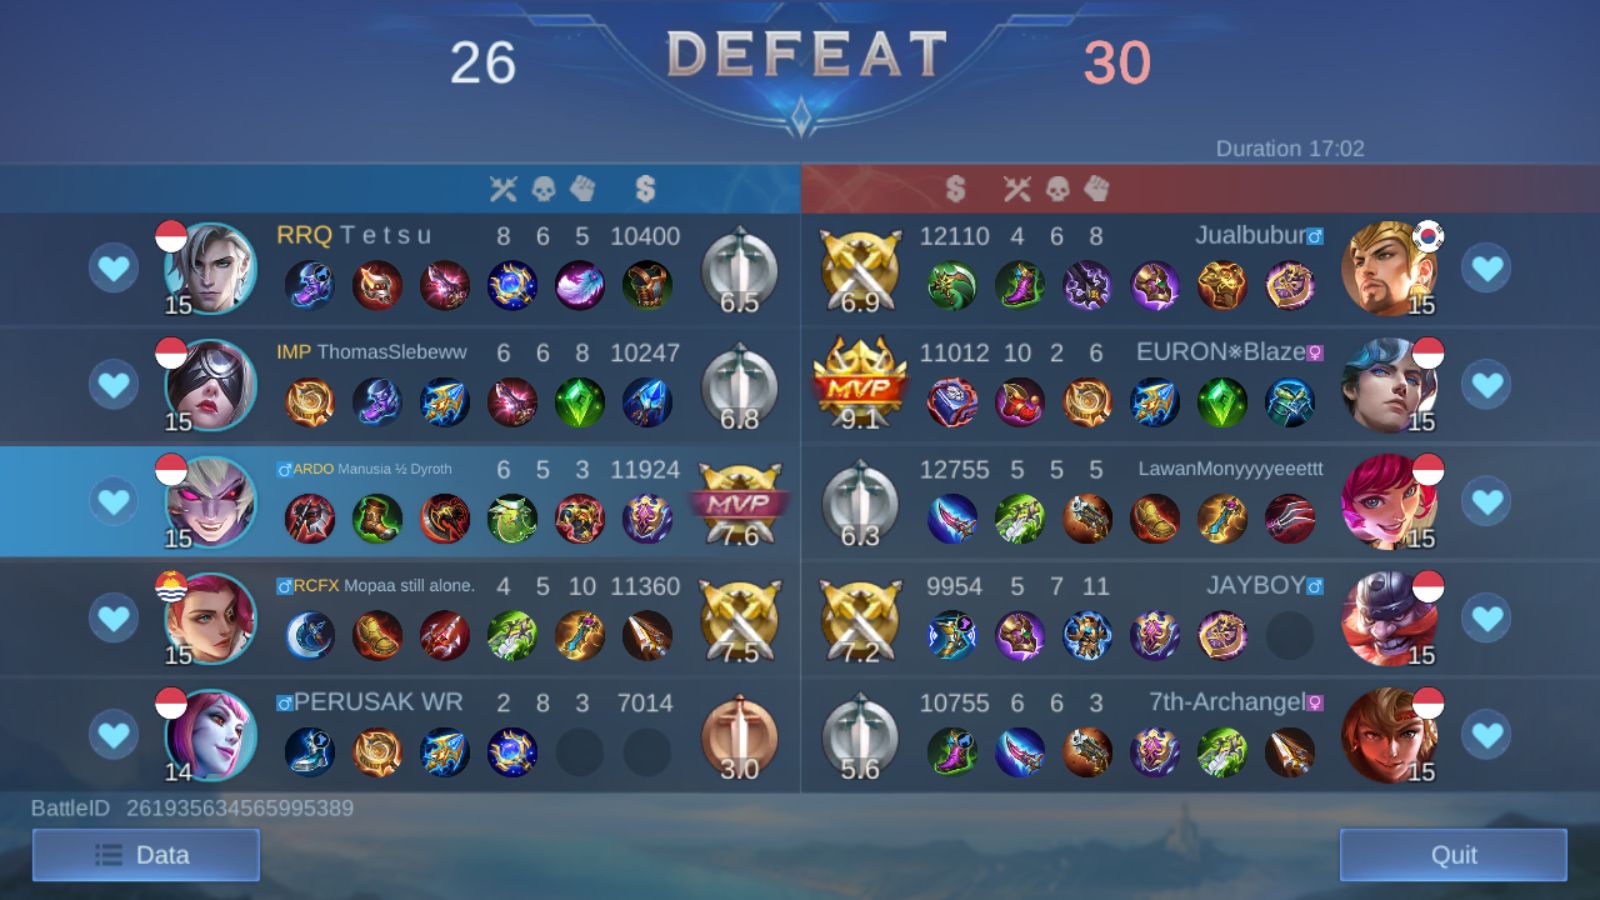 26 DEFEAT 30
Duration 17:02
RRQ T e t s u 8 6 5 10400
15 6.5
12110 4 6 8 Jualbubur
6.9 15
IMP ThomasSlebeww 6 6 8 10247
15 6.8
11012 10 2 6 EURON※Blaze
MVP
9.1 15
ARDO Manusia ½ Dyroth 6 5 3 11924
MVP
15 7.6
12755 5 5 5 LawanMonyyyyeeettt
6.3 15
RCFX Mopaa still alone. 4 5 10 11360
15 7.5
9954 5 7 11 JAYBOY
7.2 15
PERUSAK WR 2 8 3 7014
14 3.0
10755 6 6 3 7th-Archangel
5.6 15
BattleID 261935634565995389
Data
Quit